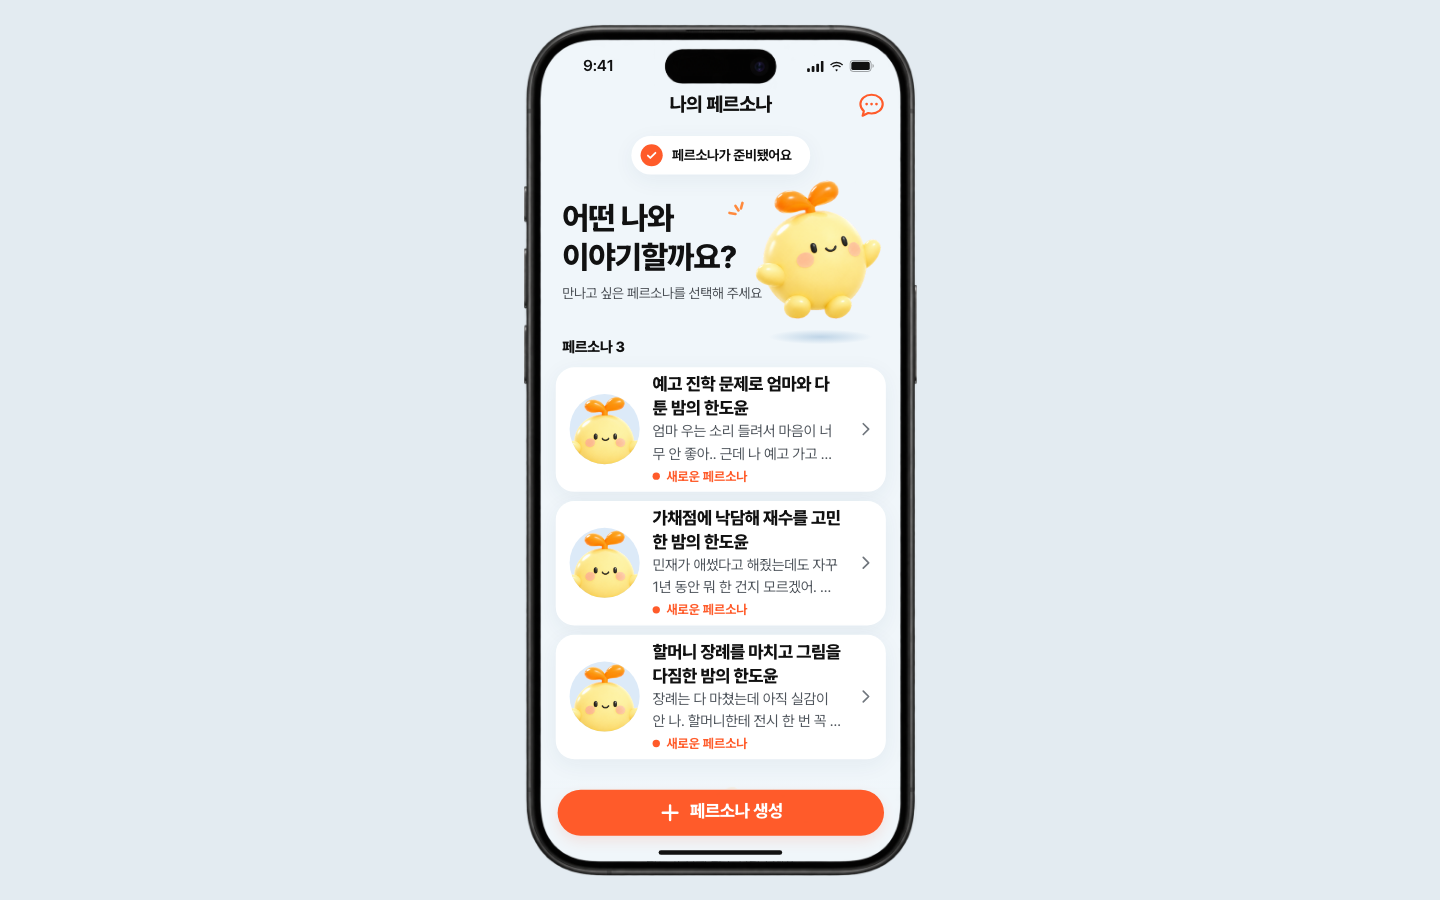 9:41
나의 페르소나
페르소나가 준비됐어요
어떤 나와
이야기할까요?
만나고 싶은 페르소나를 선택해 주세요
페르소나 3
예고 진학 문제로 엄마와 다
툰 밤의 한도윤
엄마 우는 소리 들려서 마음이 너
무 안 좋아.. 근데 나 예고 가고 ...
새로운 페르소나
가채점에 낙담해 재수를 고민
한 밤의 한도윤
민재가 애썼다고 해줬는데도 자꾸
1년 동안 뭐 한 건지 모르겠어. ...
새로운 페르소나
할머니 장례를 마치고 그림을
다짐한 밤의 한도윤
장례는 다 마쳤는데 아직 실감이
안 나. 할머니한테 전시 한 번 꼭 ...
새로운 페르소나
페르소나 생성